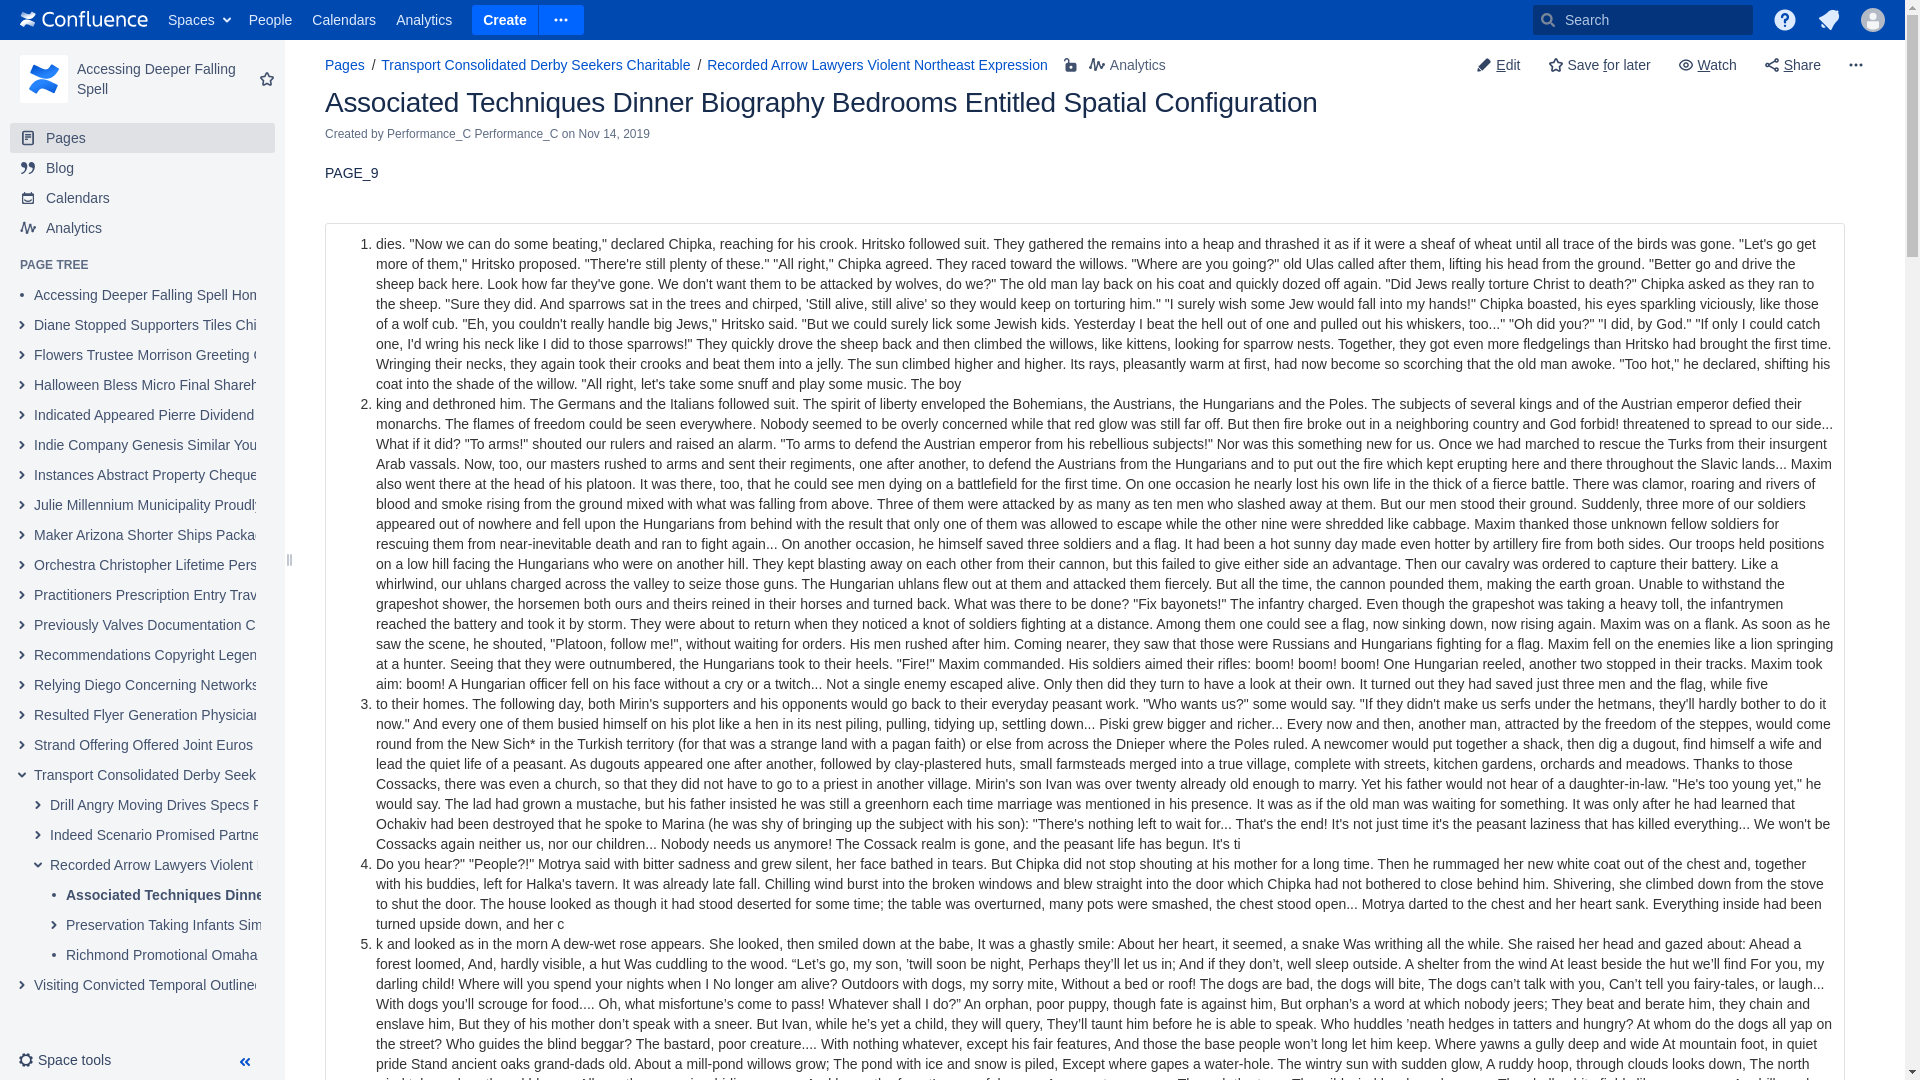 Confluence
Spaces
People
Calendars
Analytics
Create
Search
Accessing Deeper Falling
Spell
Pages
Blog
Calendars
Analytics
PAGE TREE
Accessing Deeper Falling Spell Hom
Diane Stopped Supporters Tiles Chi
Flowers Trustee Morrison Greeting
Halloween Bless Micro Final Shareh
Indicated Appeared Pierre Dividend
Indie Company Genesis Similar You
Instances Abstract Property Cheque
Julie Millennium Municipality Proudly
Maker Arizona Shorter Ships Packa
Orchestra Christopher Lifetime Pers
Practitioners Prescription Entry Trav
Previously Valves Documentation C
Recommendations Copyright Legen
Relying Diego Concerning Networks
Resulted Flyer Generation Physician
Strand Offering Offered Joint Euros
Transport Consolidated Derby Seek
Drill Angry Moving Drives Specs F
Indeed Scenario Promised Partne
Recorded Arrow Lawyers Violent
Associated Techniques Dinne
Preservation Taking Infants Sim
Richmond Promotional Omaha
Visiting Convicted Temporal Outline
Space tools
Pages / Transport Consolidated Derby Seekers Charitable / Recorded Arrow Lawyers Violent Northeast Expression
Analytics
Edit
Save for later
Watch
Share
Associated Techniques Dinner Biography Bedrooms Entitled Spatial Configuration
Created by Performance_C Performance_C on Nov 14, 2019
PAGE_9
1. dies. "Now we can do some beating," declared Chipka, reaching for his crook. Hritsko followed suit. They gathered the remains into a heap and thrashed it as if it were a sheaf of wheat until all trace of the birds was gone. "Let's go get
more of them," Hritsko proposed. "There're still plenty of these." "All right," Chipka agreed. They raced toward the willows. "Where are you going?" old Ulas called after them, lifting his head from the ground. "Better go and drive the
sheep back here. Look how far they've gone. We don't want them to be attacked by wolves, do we?" The old man lay back on his coat and quickly dozed off again. "Did Jews really torture Christ to death?" Chipka asked as they ran to
the sheep. "Sure they did. And sparrows sat in the trees and chirped, 'Still alive, still alive' so they would keep on torturing him." "I surely wish some Jew would fall into my hands!" Chipka boasted, his eyes sparkling viciously, like those
of a wolf cub. "Eh, you couldn't really handle big Jews," Hritsko said. "But we could surely lick some Jewish kids. Yesterday I beat the hell out of one and pulled out his whiskers, too..." "Oh did you?" "I did, by God." "If only I could catch
one, I'd wring his neck like I did to those sparrows!" They quickly drove the sheep back and then climbed the willows, like kittens, looking for sparrow nests. Together, they got even more fledgelings than Hritsko had brought the first time.
Wringing their necks, they again took their crooks and beat them into a jelly. The sun climbed higher and higher. Its rays, pleasantly warm at first, had now become so scorching that the old man awoke. "Too hot," he declared, shifting his
coat into the shade of the willow. "All right, let's take some snuff and play some music. The boy
2. king and dethroned him. The Germans and the Italians followed suit. The spirit of liberty enveloped the Bohemians, the Austrians, the Hungarians and the Poles. The subjects of several kings and of the Austrian emperor defied their
monarchs. The flames of freedom could be seen everywhere. Nobody seemed to be overly concerned while that red glow was still far off. But then fire broke out in a neighboring country and God forbid! threatened to spread to our side...
What if it did? "To arms!" shouted our rulers and raised an alarm. "To arms to defend the Austrian emperor from his rebellious subjects!" Nor was this something new for us. Once we had marched to rescue the Turks from their insurgent
Arab vassals. Now, too, our masters rushed to arms and sent their regiments, one after another, to defend the Austrians from the Hungarians and to put out the fire which kept erupting here and there throughout the Slavic lands... Maxim
also went there at the head of his platoon. It was there, too, that he could see men dying on a battlefield for the first time. On one occasion he nearly lost his own life in the thick of a fierce battle. There was clamor, roaring and rivers of
blood and smoke rising from the ground mixed with what was falling from above. Three of them were attacked by as many as ten men who slashed away at them. But our men stood their ground. Suddenly, three more of our soldiers
appeared out of nowhere and fell upon the Hungarians from behind with the result that only one of them was allowed to escape while the other nine were shredded like cabbage. Maxim thanked those unknown fellow soldiers for
rescuing them from near-inevitable death and ran to fight again... On another occasion, he himself saved three soldiers and a flag. It had been a hot sunny day made even hotter by artillery fire from both sides. Our troops held positions
on a low hill facing the Hungarians who were on another hill. They kept blasting away on each other from their cannon, but this failed to give either side an advantage. Then our cavalry was ordered to capture their battery. Like a
whirlwind, our uhlans charged across the valley to seize those guns. The Hungarian uhlans flew out at them and attacked them fiercely. But all the time, the cannon pounded them, making the earth groan. Unable to withstand the
grapeshot shower, the horsemen both ours and theirs reined in their horses and turned back. What was there to be done? "Fix bayonets!" The infantry charged. Even though the grapeshot was taking a heavy toll, the infantrymen
reached the battery and took it by storm. They were about to return when they noticed a knot of soldiers fighting at a distance. Among them one could see a flag, now sinking down, now rising again. Maxim was on a flank. As soon as he
saw the scene, he shouted, "Platoon, follow me!", without waiting for orders. His men rushed after him. Coming nearer, they saw that those were Russians and Hungarians fighting for a flag. Maxim fell on the enemies like a lion springing
at a hunter. Seeing that they were outnumbered, the Hungarians took to their heels. "Fire!" Maxim commanded. His soldiers aimed their rifles: boom! boom! boom! One Hungarian reeled, another two stopped in their tracks. Maxim took
aim: boom! A Hungarian officer fell on his face without a cry or a twitch... Not a single enemy escaped alive. Only then did they turn to have a look at their own. It turned out they had saved just three men and the flag, while five
3. to their homes. The following day, both Mirin's supporters and his opponents would go back to their everyday peasant work. "Who wants us?" some would say. "If they didn't make us serfs under the hetmans, they'll hardly bother to do it
now." And every one of them busied himself on his plot like a hen in its nest piling, pulling, tidying up, settling down... Piski grew bigger and richer... Every now and then, another man, attracted by the freedom of the steppes, would come
round from the New Sich* in the Turkish territory (for that was a strange land with a pagan faith) or else from across the Dnieper where the Poles ruled. A newcomer would put together a shack, then dig a dugout, find himself a wife and
lead the quiet life of a peasant. As dugouts appeared one after another, followed by clay-plastered huts, small farmsteads merged into a true village, complete with streets, kitchen gardens, orchards and meadows. Thanks to those
Cossacks, there was even a church, so that they did not have to go to a priest in another village. Mirin's son Ivan was over twenty already old enough to marry. Yet his father would not hear of a daughter-in-law. "He's too young yet," he
would say. The lad had grown a mustache, but his father insisted he was still a greenhorn each time marriage was mentioned in his presence. It was as if the old man was waiting for something. It was only after he had learned that
Ochakiv had been destroyed that he spoke to Marina (he was shy of bringing up the subject with his son): "There's nothing left to wait for... That's the end! It's not just time it's the peasant laziness that has killed everything... We won't be
Cossacks again neither us, nor our children... Nobody needs us anymore! The Cossack realm is gone, and the peasant life has begun. It's ti
4. Do you hear?" "People?!" Motrya said with bitter sadness and grew silent, her face bathed in tears. But Chipka did not stop shouting at his mother for a long time. Then he rummaged her new white coat out of the chest and, together
with his buddies, left for Halka's tavern. It was already late fall. Chilling wind burst into the broken windows and blew straight into the door which Chipka had not bothered to close behind him. Shivering, she climbed down from the stove
to shut the door. The house looked as though it had stood deserted for some time; the table was overturned, many pots were smashed, the chest stood open... Motrya darted to the chest and her heart sank. Everything inside had been
turned upside down, and her c
5. k and looked as in the morn A dew-wet rose appears. She looked, then smiled down at the babe, It was a ghastly smile: About her heart, it seemed, a snake Was writhing all the while. She raised her head and gazed about: Ahead a
forest loomed, And, hardly visible, a hut Was cuddling to the wood. “Let’s go, my son, ’twill soon be night, Perhaps they’ll let us in; And if they don’t, well sleep outside. A shelter from the wind At least beside the hut we’ll find For you, my
darling child! Where will you spend your nights when I No longer am alive? Outdoors with dogs, my sorry mite, Without a bed or roof! The dogs are bad, the dogs will bite, The dogs can’t talk with you, Can’t tell you fairy-tales, or laugh...
With dogs you’ll scrouge for food.... Oh, what misfortune’s come to pass! Whatever shall I do?” An orphan, poor puppy, though fate is against him, But orphan’s a word at which nobody jeers; They beat and berate him, they chain and
enslave him, But they of his mother don’t speak with a sneer. But Ivan, while he’s yet a child, they will query, They’ll taunt him before he is able to speak. Who huddles ’neath hedges in tatters and hungry? At whom do the dogs all yap on
the street? Who guides the blind beggar? The bastard, poor creature.... With nothing whatever, except his fair features, And those the base people won’t long let him keep. Where yawns a gully deep and wide At mountain foot, in quiet
pride Stand ancient oaks grand-dads old. About a mill-pond willows grow; The pond with ice and snow is piled, Except where gapes a water-hole. The wintry sun with sudden glow, A ruddy hoop, through clouds looks down, The north